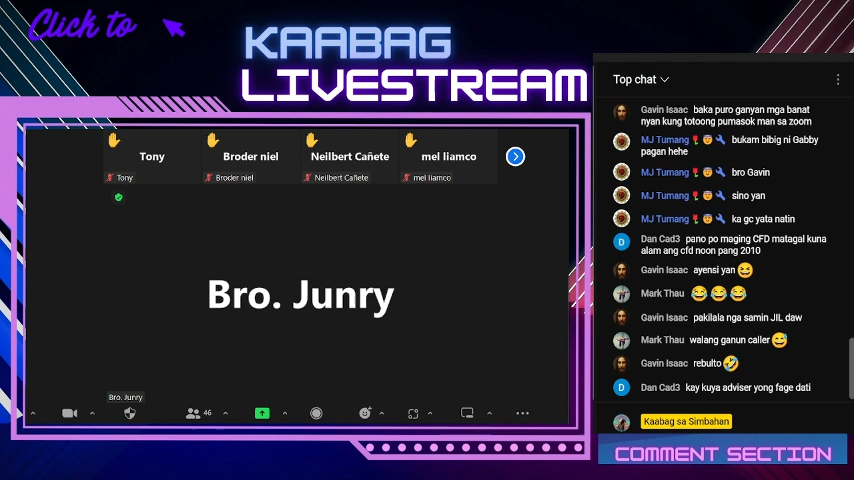 Click to
KAABAG
LIVESTREAM
Tony
Broder niel
Neilbert Cañete
mel liamco
Tony
Broder niel
Neilbert Cañete
mel liamco
Bro. Junry
Bro. Junry
46
Top chat
Gavin Isaac baka puro ganyan mga banat
nyan kung totoong pumasok man sa zoom
MJ Tumang🌹😇🔧 bukam bibig ni Gabby
pagan hehe
MJ Tumang🌹😇🔧 bro Gavin
MJ Tumang🌹😇🔧 sino yan
MJ Tumang🌹😇🔧 ka gc yata natin
D
Dan Cad3 pano po maging CFD matagal kuna
alam ang cfd noon pang 2010
Gavin Isaac ayensi yan😆
Mark Thau 😂😂😂
Gavin Isaac pakilala nga samin JIL daw
Mark Thau walang ganun caller😅
Gavin Isaac rebulto🤣
D
Dan Cad3 kay kuya adviser yong fage dati
Kaabag sa Simbahan
COMMENT SECTION